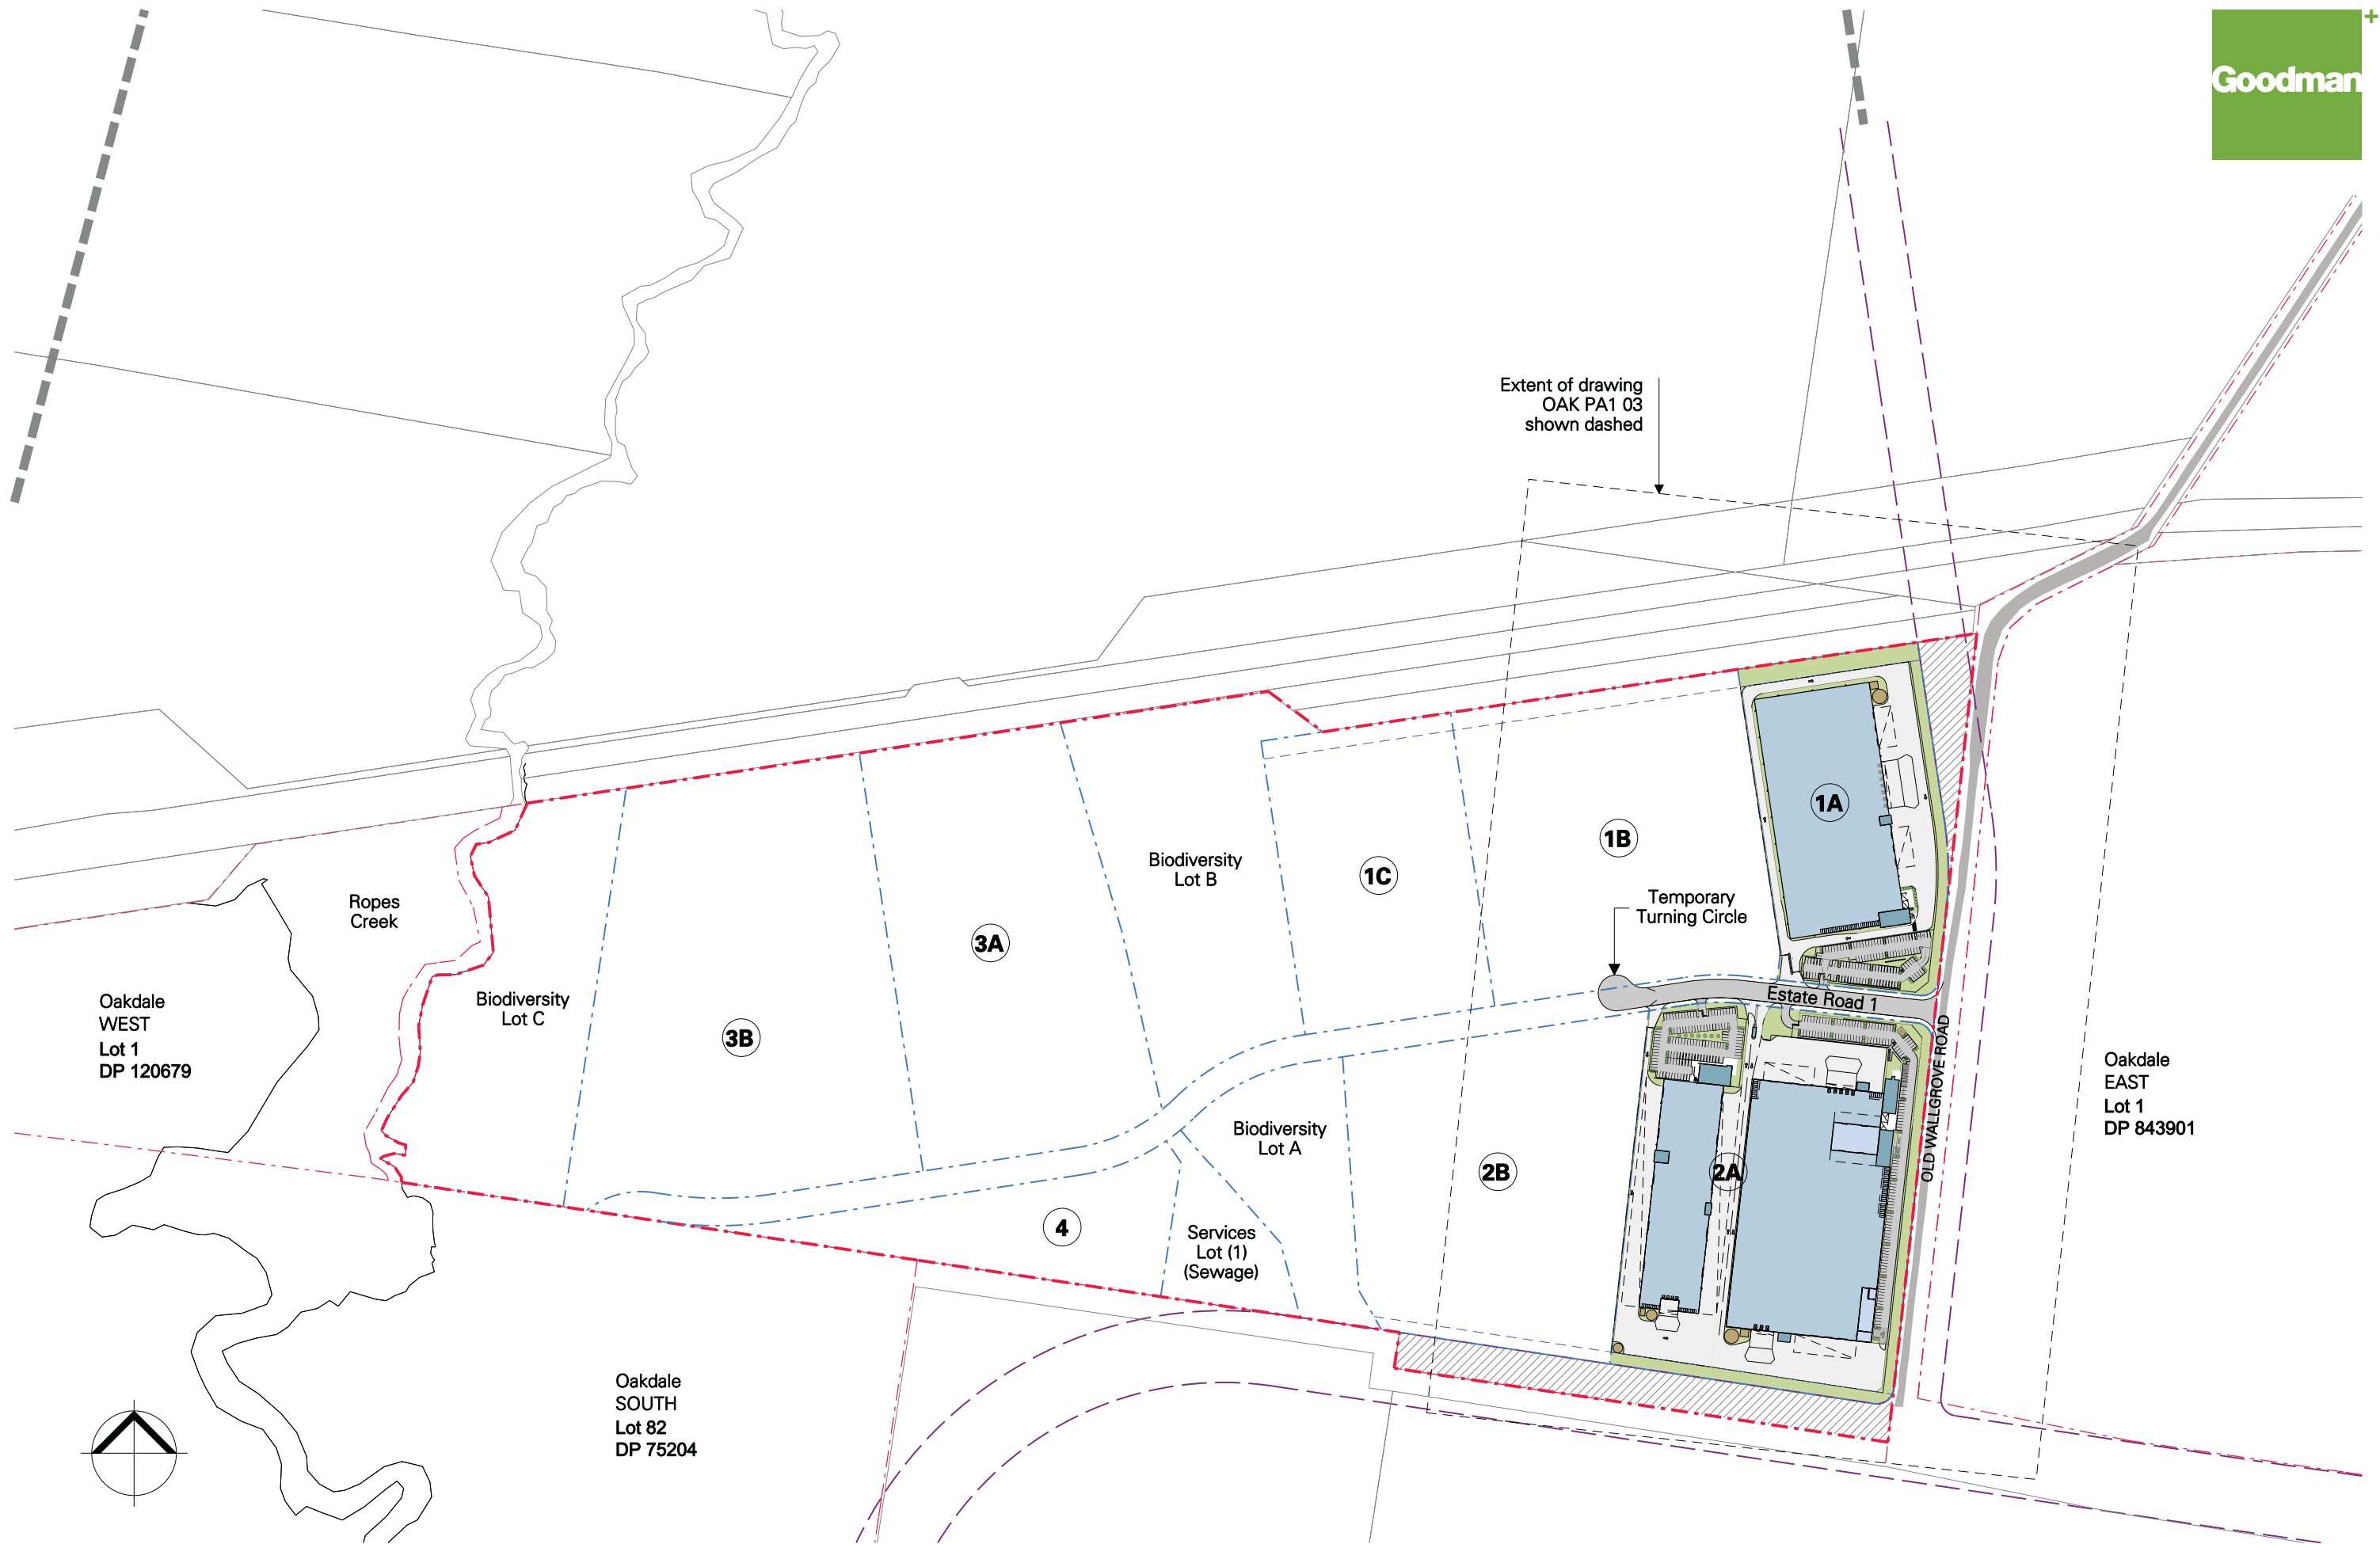 Goodman
Extent of drawing
OAK PA1 03
shown dashed
1A
1B
Biodiversity
Lot B
1C
Temporary
Turning Circle
Ropes
Creek
3A
Oakdale
WEST
Lot 1
DP 120679
Biodiversity
Lot C
3B
Estate Road 1
OLD WALLGROVE ROAD
Oakdale
EAST
Lot 1
DP 843901
Biodiversity
Lot A
2B
2A
4
Services
Lot (1)
(Sewage)
Oakdale
SOUTH
Lot 82
DP 75204